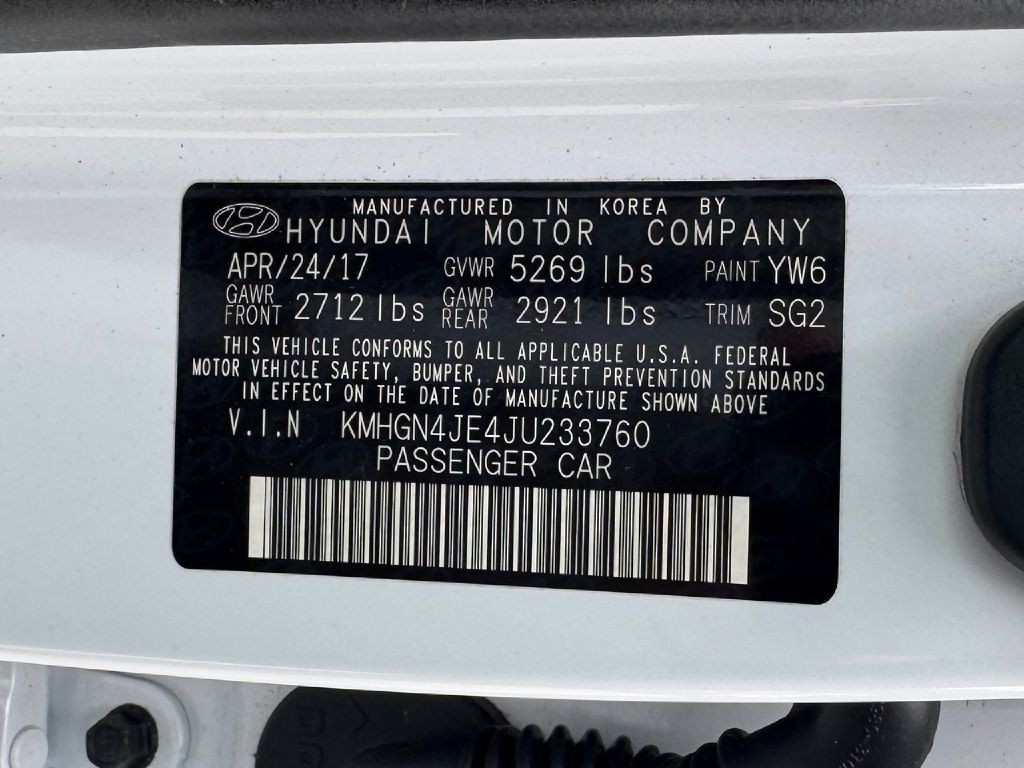 MANUFACTURED IN KOREA BY
HYUNDAI MOTOR COMPANY
APR/24/17 GVWR 5269 lbs PAINT YW6
GAWR FRONT 2712 lbs GAWR REAR 2921 lbs TRIM SG2
THIS VEHICLE CONFORMS TO ALL APPLICABLE U.S.A. FEDERAL
MOTOR VEHICLE SAFETY, BUMPER, AND THEFT PREVENTION STANDARDS
IN EFFECT ON THE DATE OF MANUFACTURE SHOWN ABOVE
V.I.N KMHGN4JE4JU233760
PASSENGER CAR